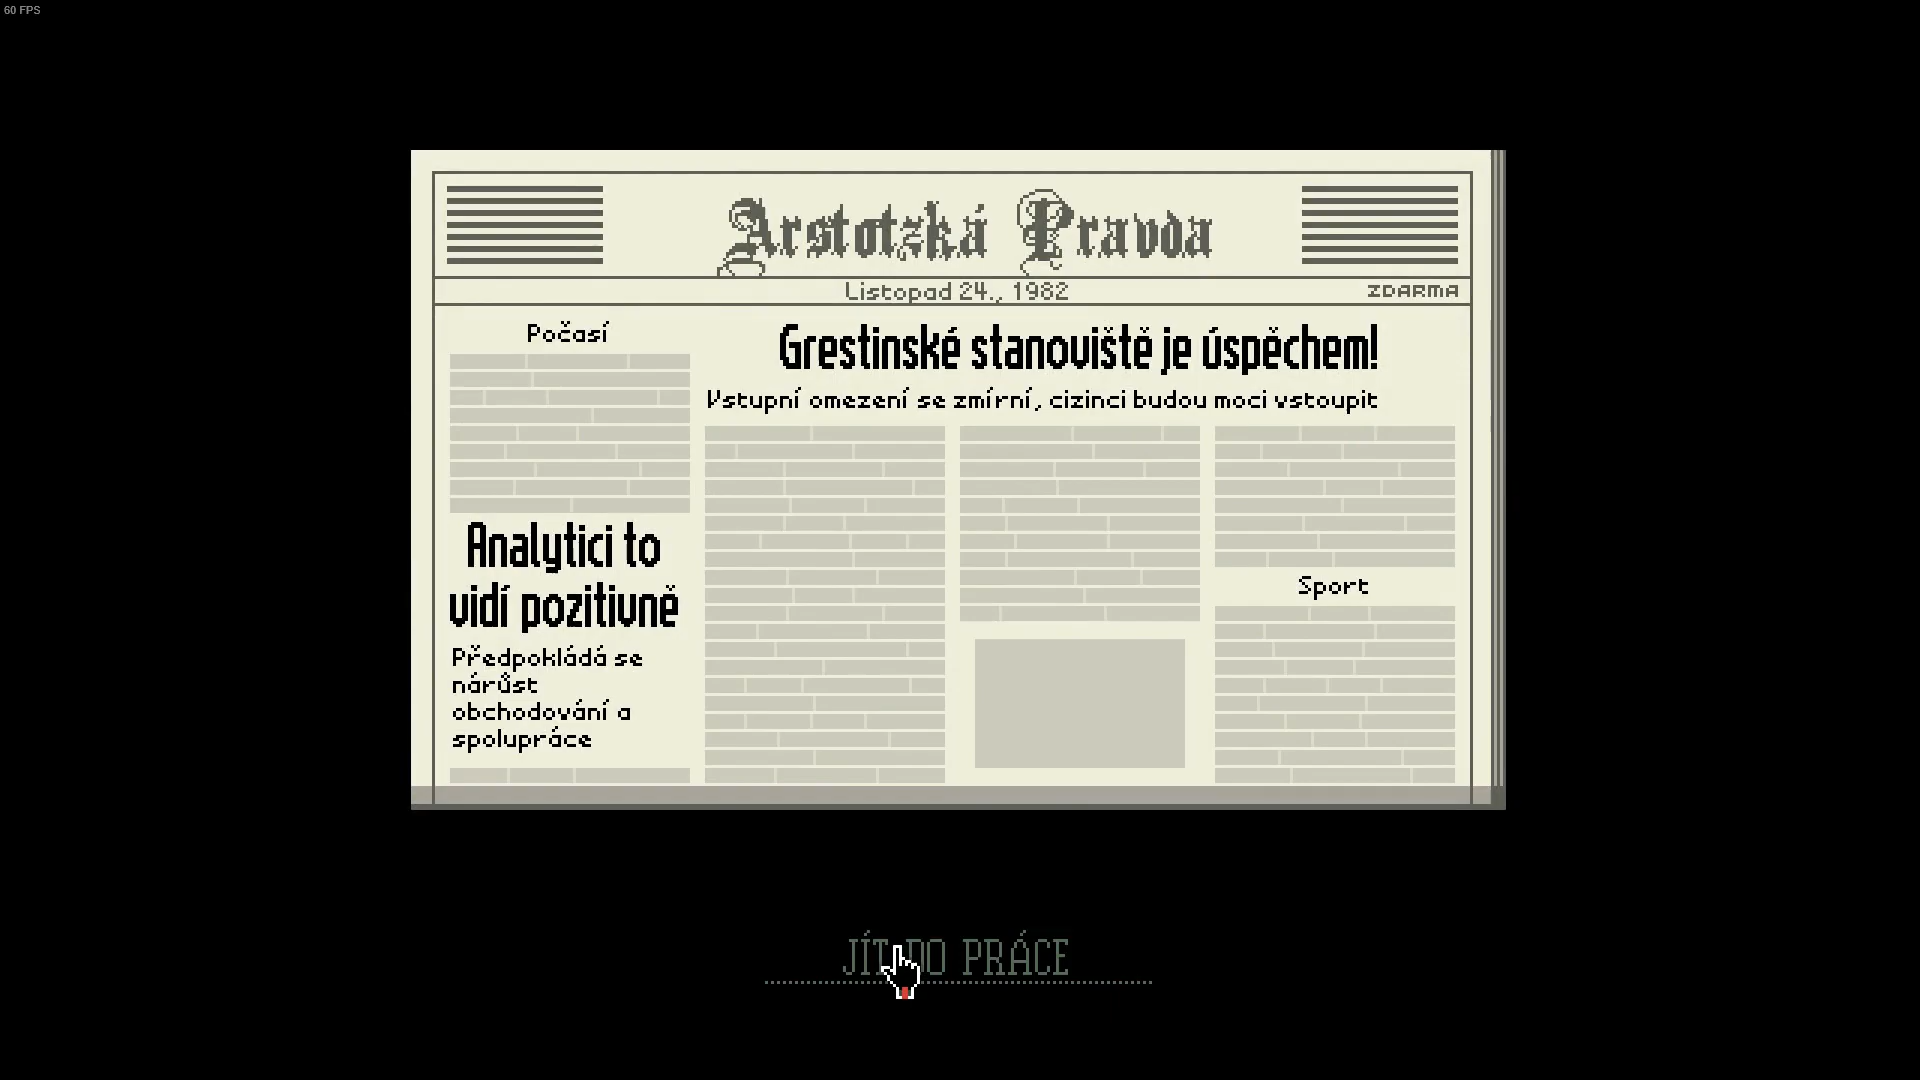 60 FPS
Arstotzká Pravda
Listopad 24., 1982
ZDARMA
Počasí
Grestinské stanoviště je úspěchem!
Vstupní omezení se zmírní, cizinci budou moci vstoupit
Analytici to
vidí pozitivně
Předpokládá se
nárůst
obchodování a
spolupráce
Sport
JÍT DO PRÁCE